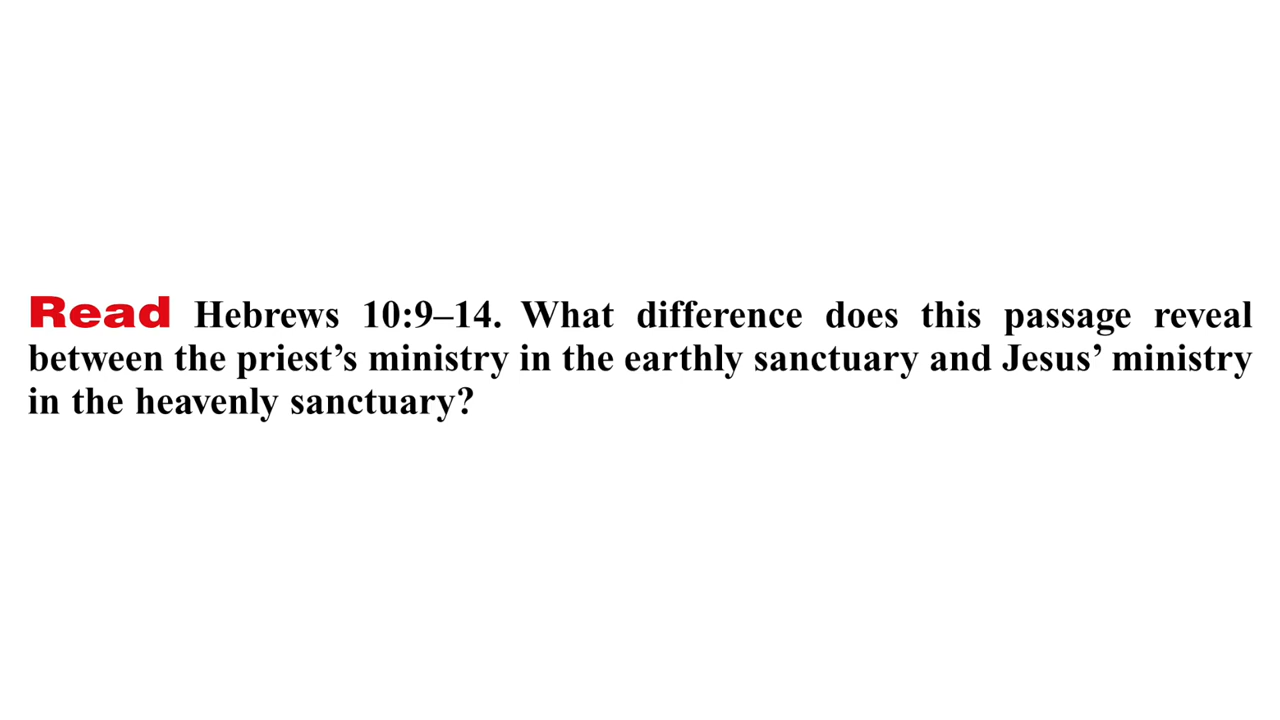 Read Hebrews 10:9–14. What difference does this passage reveal
between the priest’s ministry in the earthly sanctuary and Jesus’ ministry
in the heavenly sanctuary?